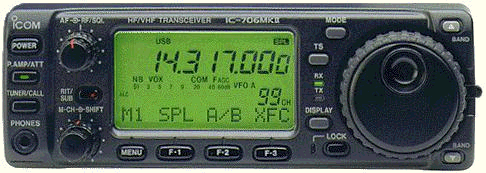 ICOM
AF-RF/SQL
HF/VHF TRANSCEIVER IC-706MKII
MODE
BAND
POWER
USB
SPL
14.317.000
TS
P.AMP/ATT
NB VOX COM FAGC
VFO A
RX
TX
TUNER/CALL
RIT/SUB
99CH
M-CH-SHIFT
M1 SPL A/B XFC
DISPLAY
PHONES
LOCK
MENU F-1 F-2 F-3
BAND